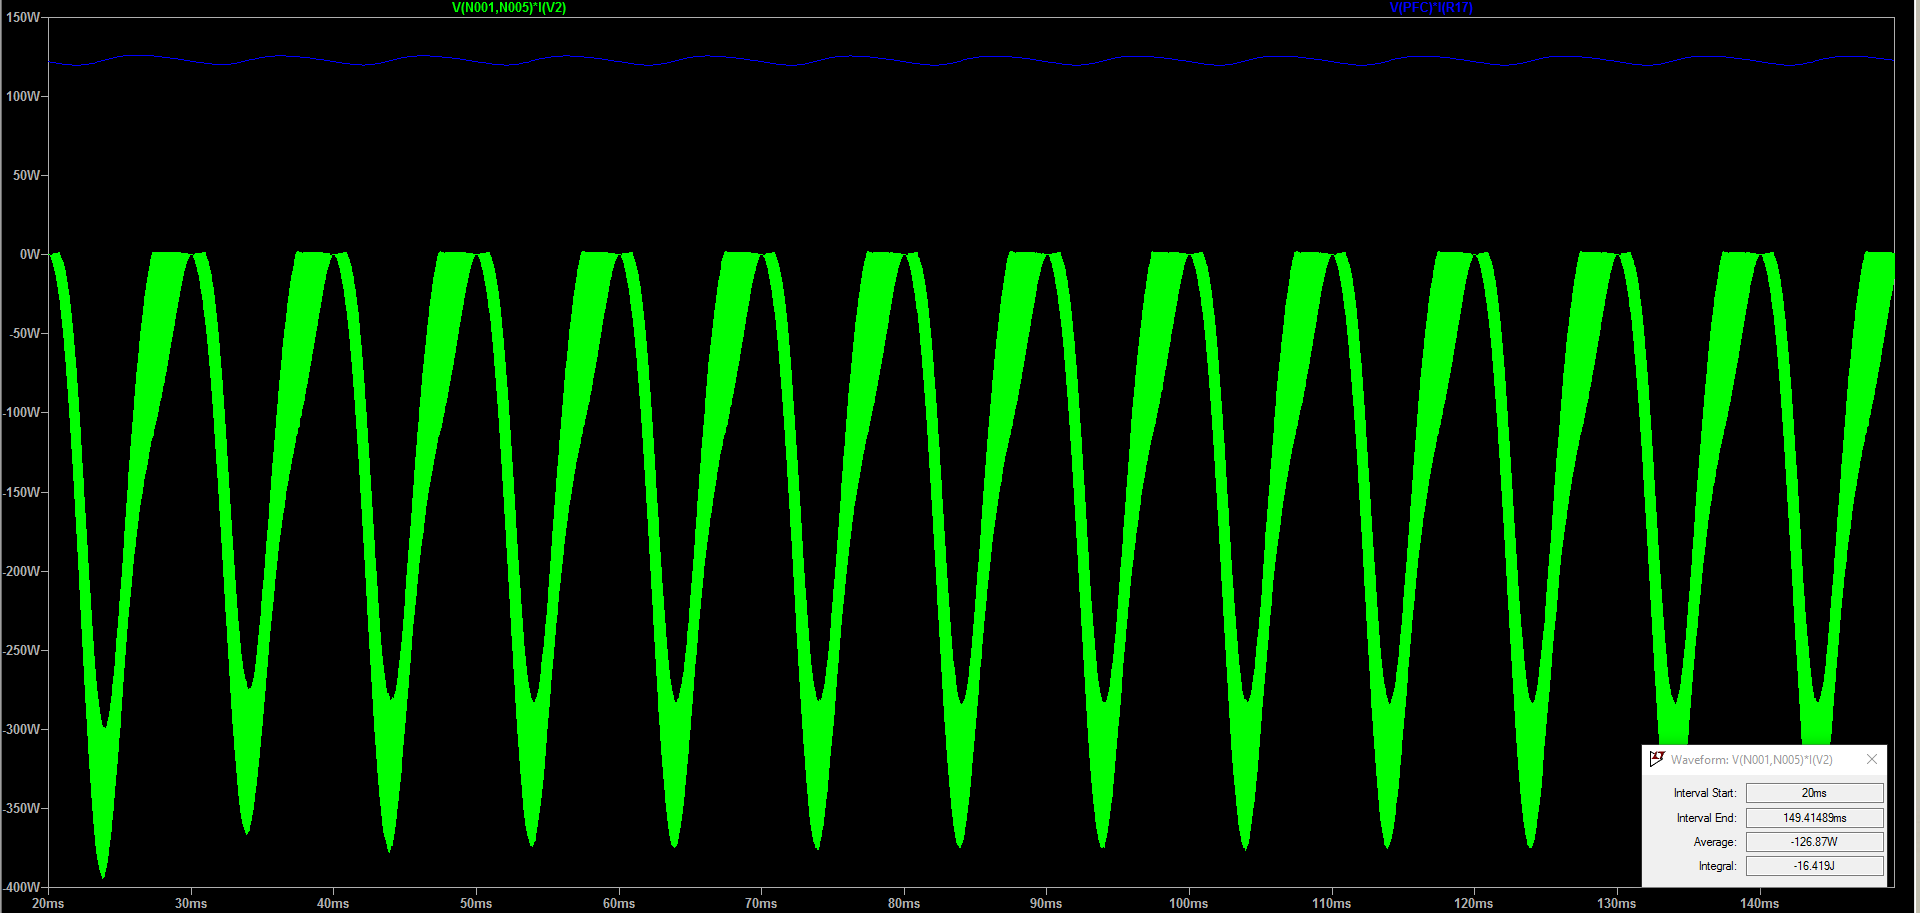 V(N001,N005)*I(V2)
V(PFC)*I(R17)
150W
100W
50W
0W
-50W
-100W
-150W
-200W
-250W
-300W
-350W
-400W
20ms 30ms 40ms 50ms 60ms 70ms 80ms 90ms 100ms 110ms 120ms 130ms 140ms
Waveform: V(N001,N005)*I(V2)
Interval Start: 20ms
Interval End: 149.41489ms
Average: -126.87W
Integral: -16.419J